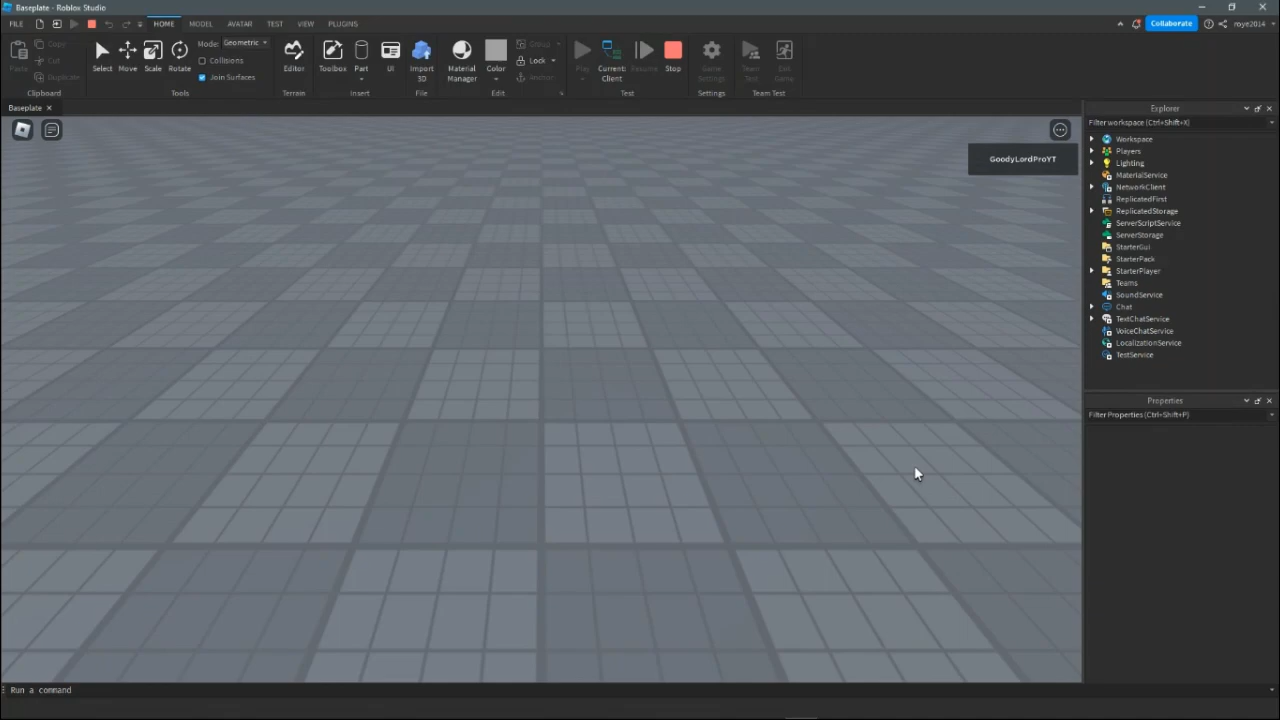 Baseplate - Roblox Studio
FILE HOME MODEL AVATAR TEST VIEW PLUGINS Collaborate roye2014
Paste Copy Cut Duplicate Clipboard
Select Move Scale Rotate Mode: Geometric Collisions Join Surfaces Tools
Editor Terrain
Toolbox Part UI Insert
Import 3D File
Material Manager Color Group Lock Anchor Edit
Play Current: Client Resume Stop Test
Game Settings Settings
Team Test Exit Game Team Test
Baseplate
GoodyLordProYT
Explorer
Filter workspace (Ctrl+Shift+X)
Workspace
Players
Lighting
MaterialService
NetworkClient
ReplicatedFirst
ReplicatedStorage
ServerScriptService
ServerStorage
StarterGui
StarterPack
StarterPlayer
Teams
SoundService
Chat
TextChatService
VoiceChatService
LocalizationService
TestService
Properties
Filter Properties (Ctrl+Shift+P)
Run a command